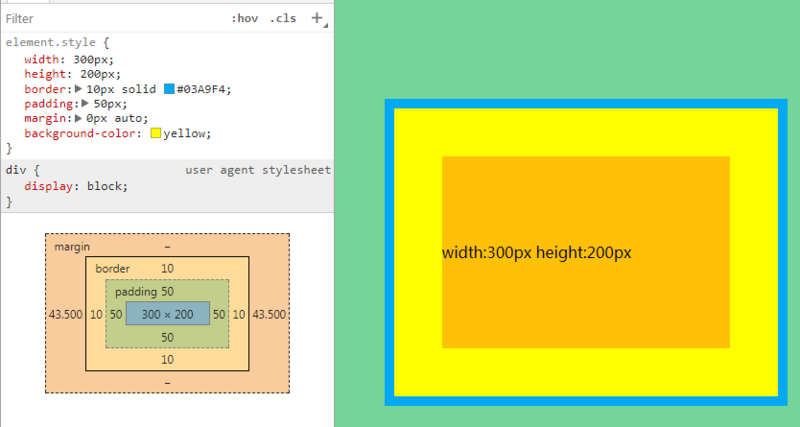 Filter :hov .cls +
element.style {
width: 300px;
height: 200px;
border:▶ 10px solid #03A9F4;
padding:▶ 50px;
margin:▶ 0px auto;
background-color: yellow;
}
div { user agent stylesheet
display: block;
}
margin –
border 10
padding 50
43.500 10 50 300 × 200 50 10 43.500
50
10
–
width:300px height:200px